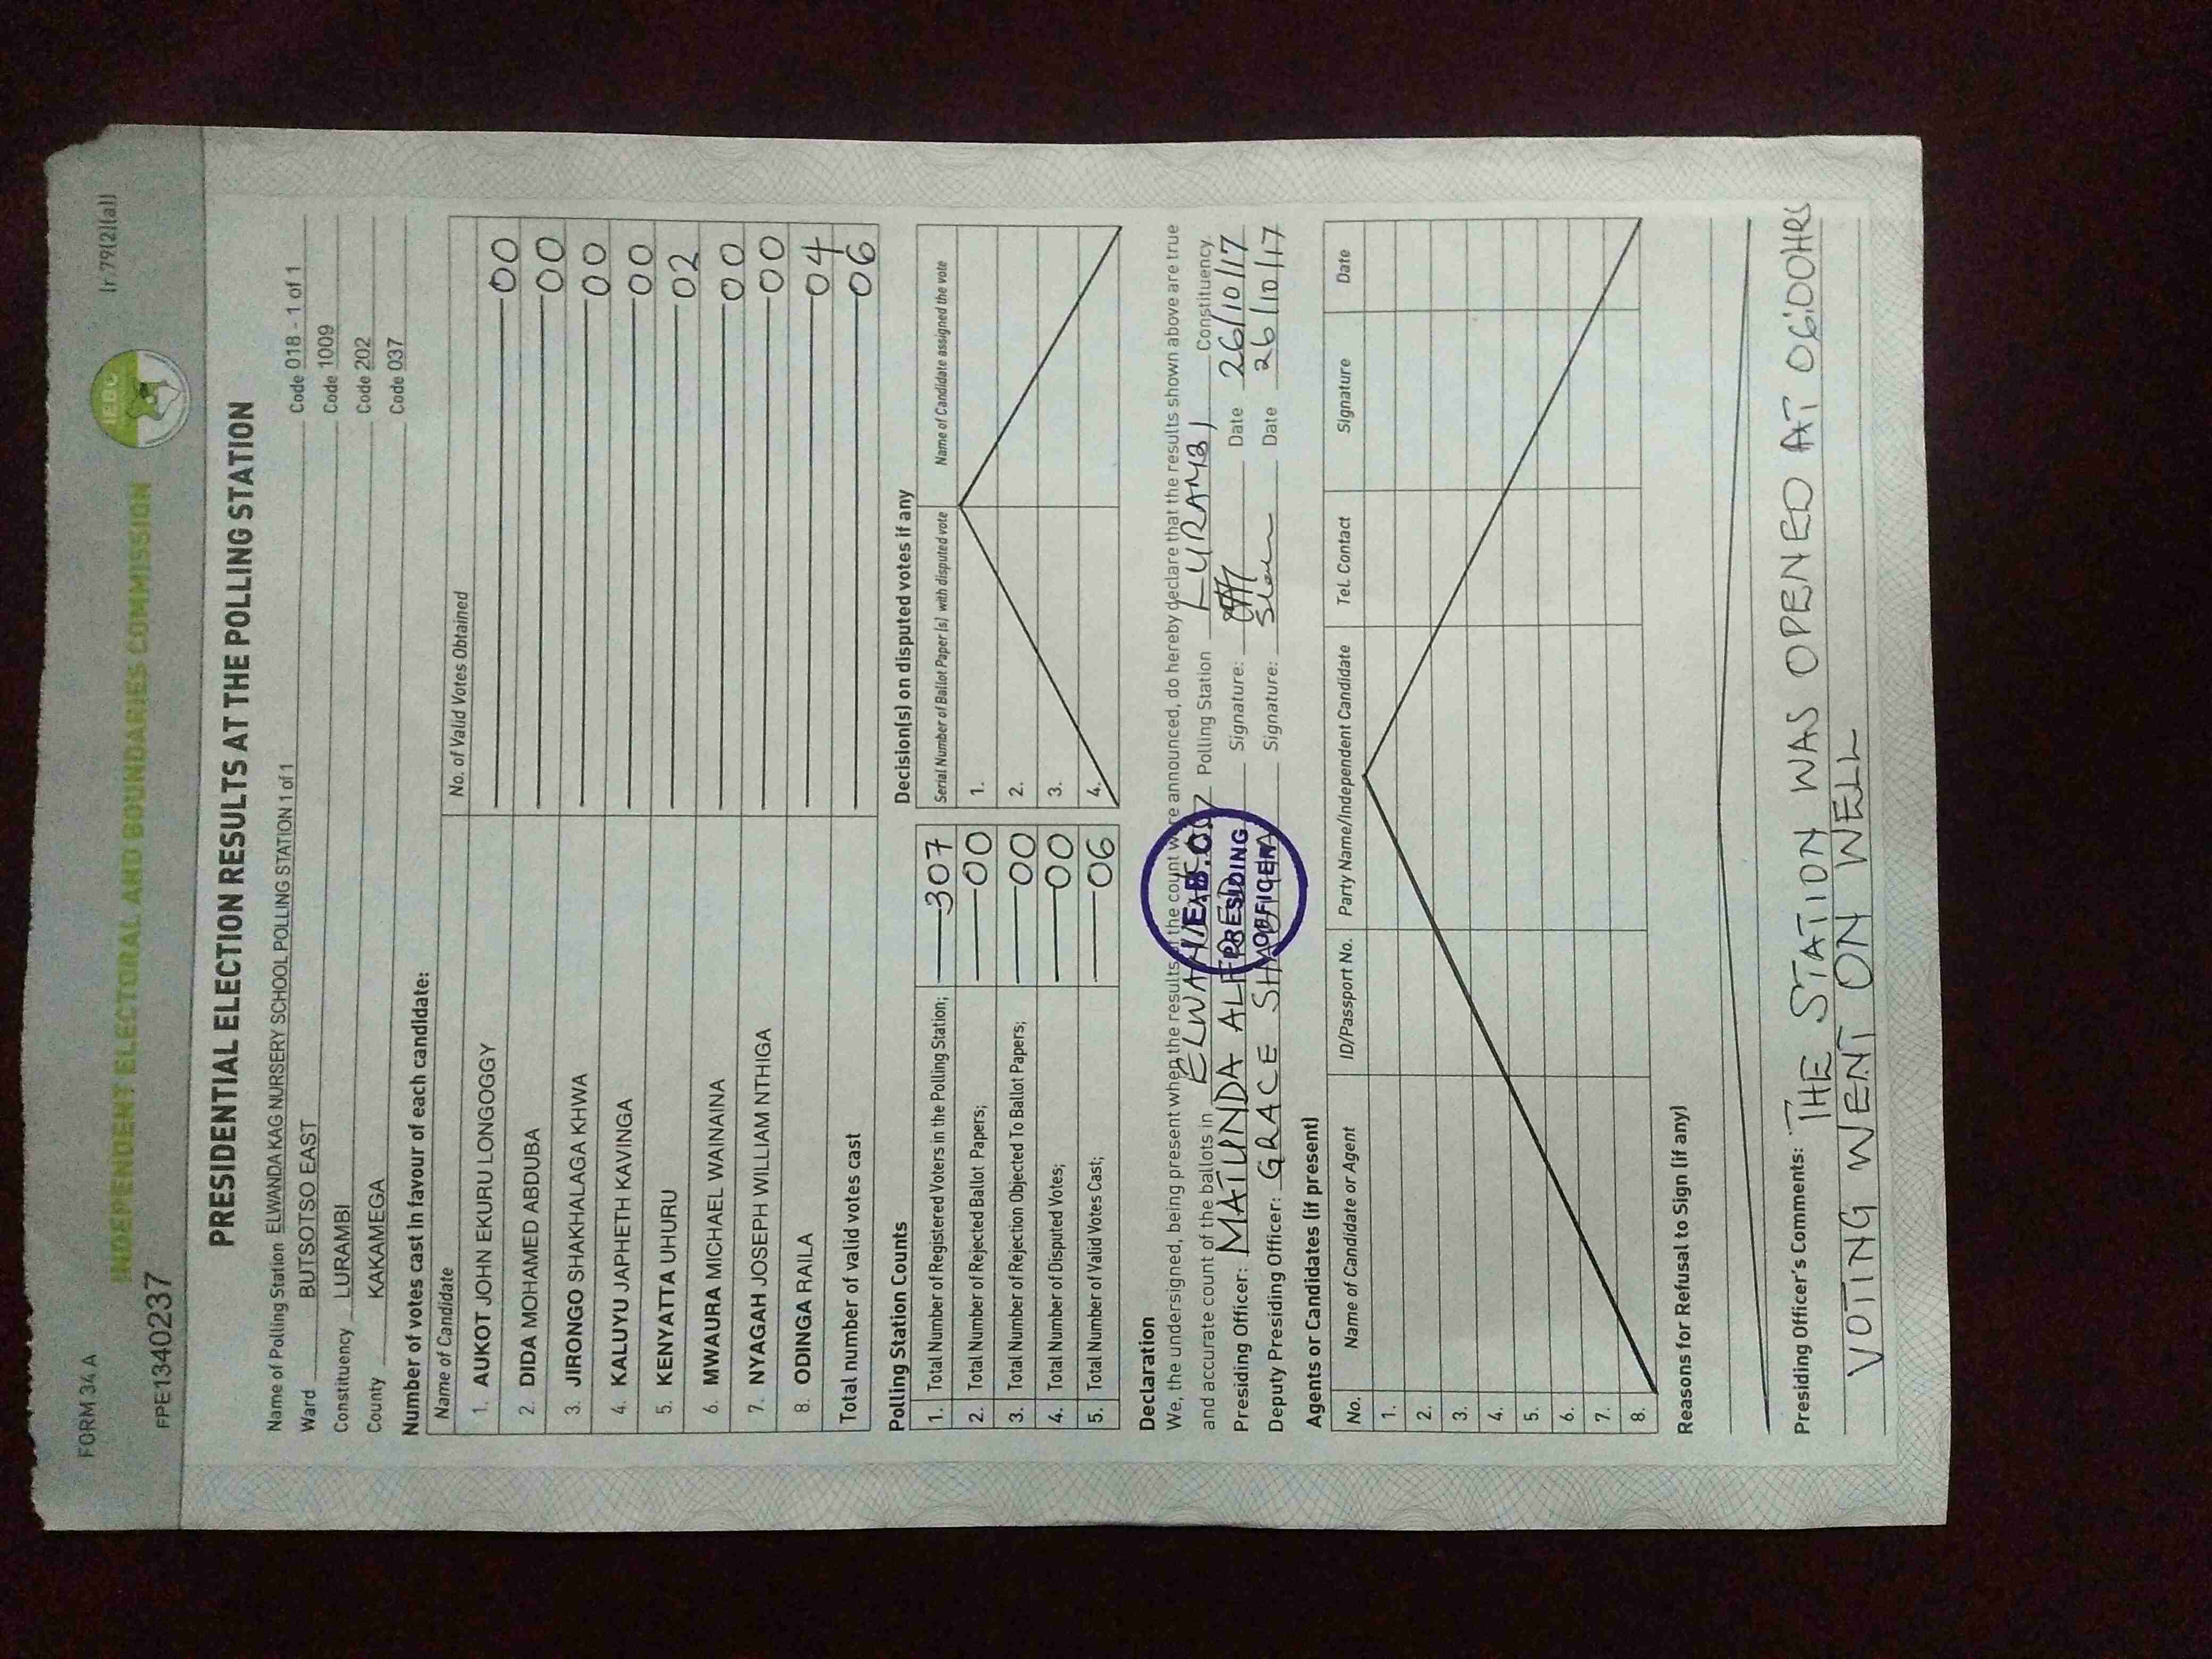 FORM 34 A (r 79(2)(a))
IEBC
INDEPENDENT ELECTORAL AND BOUNDARIES COMMISSION
FPE1340237
PRESIDENTIAL ELECTION RESULTS AT THE POLLING STATION
Name of Polling Station ELWANDA KAG NURSERY SCHOOL POLLING STATION 1 of 1 Code 018 - 1 of 1
Ward BUTSOTSO EAST Code 1009
Constituency LURAMBI Code 202
County KAKAMEGA Code 037
Number of votes cast in favour of each candidate:
Name of Candidate No. of Valid Votes Obtained
1. AUKOT JOHN EKURU LONGOGGY 00
2. DIDA MOHAMED ABDUBA 00
3. JIRONGO SHAKHALAGA KHWA 00
4. KALUYU JAPHETH KAVINGA 00
5. KENYATTA UHURU 02
6. MWAURA MICHAEL WAINAINA 00
7. NYAGAH JOSEPH WILLIAM NTHIGA 00
8. ODINGA RAILA 04
Total number of valid votes cast 06
Polling Station Counts
1. Total Number of Registered Voters in the Polling Station; 307
2. Total Number of Rejected Ballot Papers; 00
3. Total Number of Rejection Objected To Ballot Papers; 00
4. Total Number of Disputed Votes; 00
5. Total Number of Valid Votes Cast; 06
Decision(s) on disputed votes if any
Serial Number of Ballot Paper (s) with disputed vote Name of Candidate assigned the vote
1.
2.
3.
4.
Declaration
We, the undersigned, being present when the results of the count were announced, do hereby declare that the results shown above are true
and accurate count of the ballots in Polling Station LURAMBI Constituency.
Presiding Officer: MATUNDA ALFRED Signature: Date 26/10/17
Deputy Presiding Officer: GRACE Signature: Date 26/10/17
I.E.B.C
PRESIDING
OFFICER
Agents or Candidates (if present)
No. Name of Candidate or Agent ID/Passport No. Party Name/Independent Candidate Tel. Contact Signature Date
1.
2.
3.
4.
5.
6.
7.
8.
Reasons for Refusal to Sign (if any)
Presiding Officer's Comments: THE STATION WAS OPENED AT 06:00HRS
VOTING WENT ON WELL